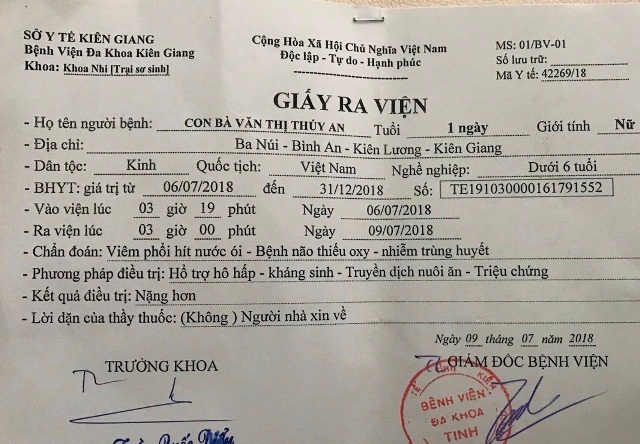 SỞ Y TẾ KIÊN GIANG
Bệnh Viện Đa Khoa Kiên Giang
Khoa: Khoa Nhi [Trại sơ sinh]
Cộng Hòa Xã Hội Chủ Nghĩa Việt Nam
Độc lập - Tự do - Hạnh phúc
MS: 01/BV-01
Số lưu trữ:
Mã Y tế: 42269/18
GIẤY RA VIỆN
- Họ tên người bệnh: CON BÀ VĂN THỊ THÚY AN Tuổi 1 ngày Giới tính Nữ
- Địa chỉ: Ba Núi - Bình An - Kiên Lương - Kiên Giang
- Dân tộc: Kinh Quốc tịch: Việt Nam Nghề nghiệp: Dưới 6 tuổi
- BHYT: giá trị từ 06/07/2018 đến 31/12/2018 Số: TE191030000161791552
- Vào viện lúc 03 giờ 19 phút Ngày 06/07/2018
- Ra viện lúc 03 giờ 00 phút Ngày 09/07/2018
- Chẩn đoán: Viêm phổi hít nước ói - Bệnh não thiếu oxy - nhiễm trùng huyết
- Phương pháp điều trị: Hỗ trợ hô hấp - kháng sinh - Truyền dịch nuôi ăn - Triệu chứng
- Kết quả điều trị: Nặng hơn
- Lời dặn của thầy thuốc: (Không ) Người nhà xin về
Ngày 09 tháng 07 năm 2018
TRƯỞNG KHOA
GIÁM ĐỐC BỆNH VIỆN
BỆNH VIỆN
ĐA KHOA
TỈNH